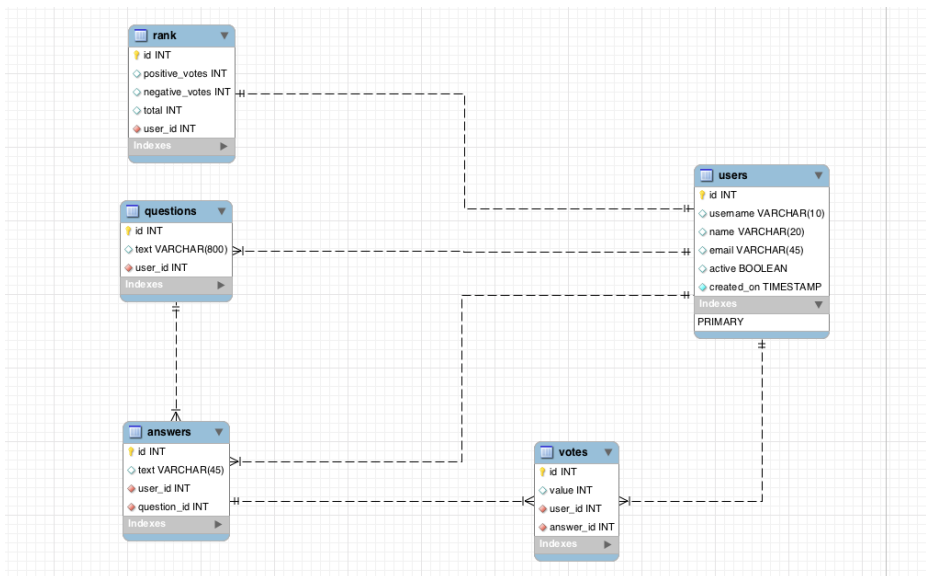 rank
id INT
positive_votes INT
negative_votes INT
total INT
user_id INT
Indexes
questions
id INT
text VARCHAR(800)
user_id INT
Indexes
users
id INT
username VARCHAR(10)
name VARCHAR(20)
email VARCHAR(45)
active BOOLEAN
created_on TIMESTAMP
Indexes
PRIMARY
answers
id INT
text VARCHAR(45)
user_id INT
question_id INT
Indexes
votes
id INT
value INT
user_id INT
answer_id INT
Indexes